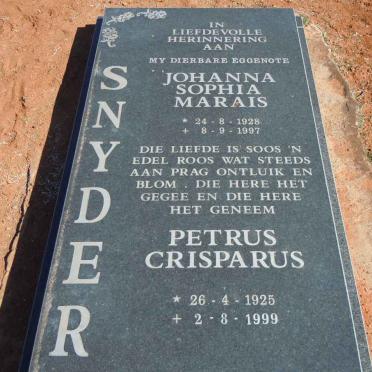 IN
LIEFDEVOLLE
HERINNERING
AAN
MY DIERBARE EGGENOTE
JOHANNA
SOPHIA
MARAIS
* 24 - 8 - 1928
+ 8 - 9 - 1997
DIE LIEFDE IS SOOS 'N
EDEL ROOS WAT STEEDS
AAN PRAG ONTLUIK EN
BLOM . DIE HERE HET
GEGEE EN DIE HERE
HET GENEEM
PETRUS
CRISPARUS
* 26 - 4 - 1925
+ 2 - 8 - 1999
SNYDER